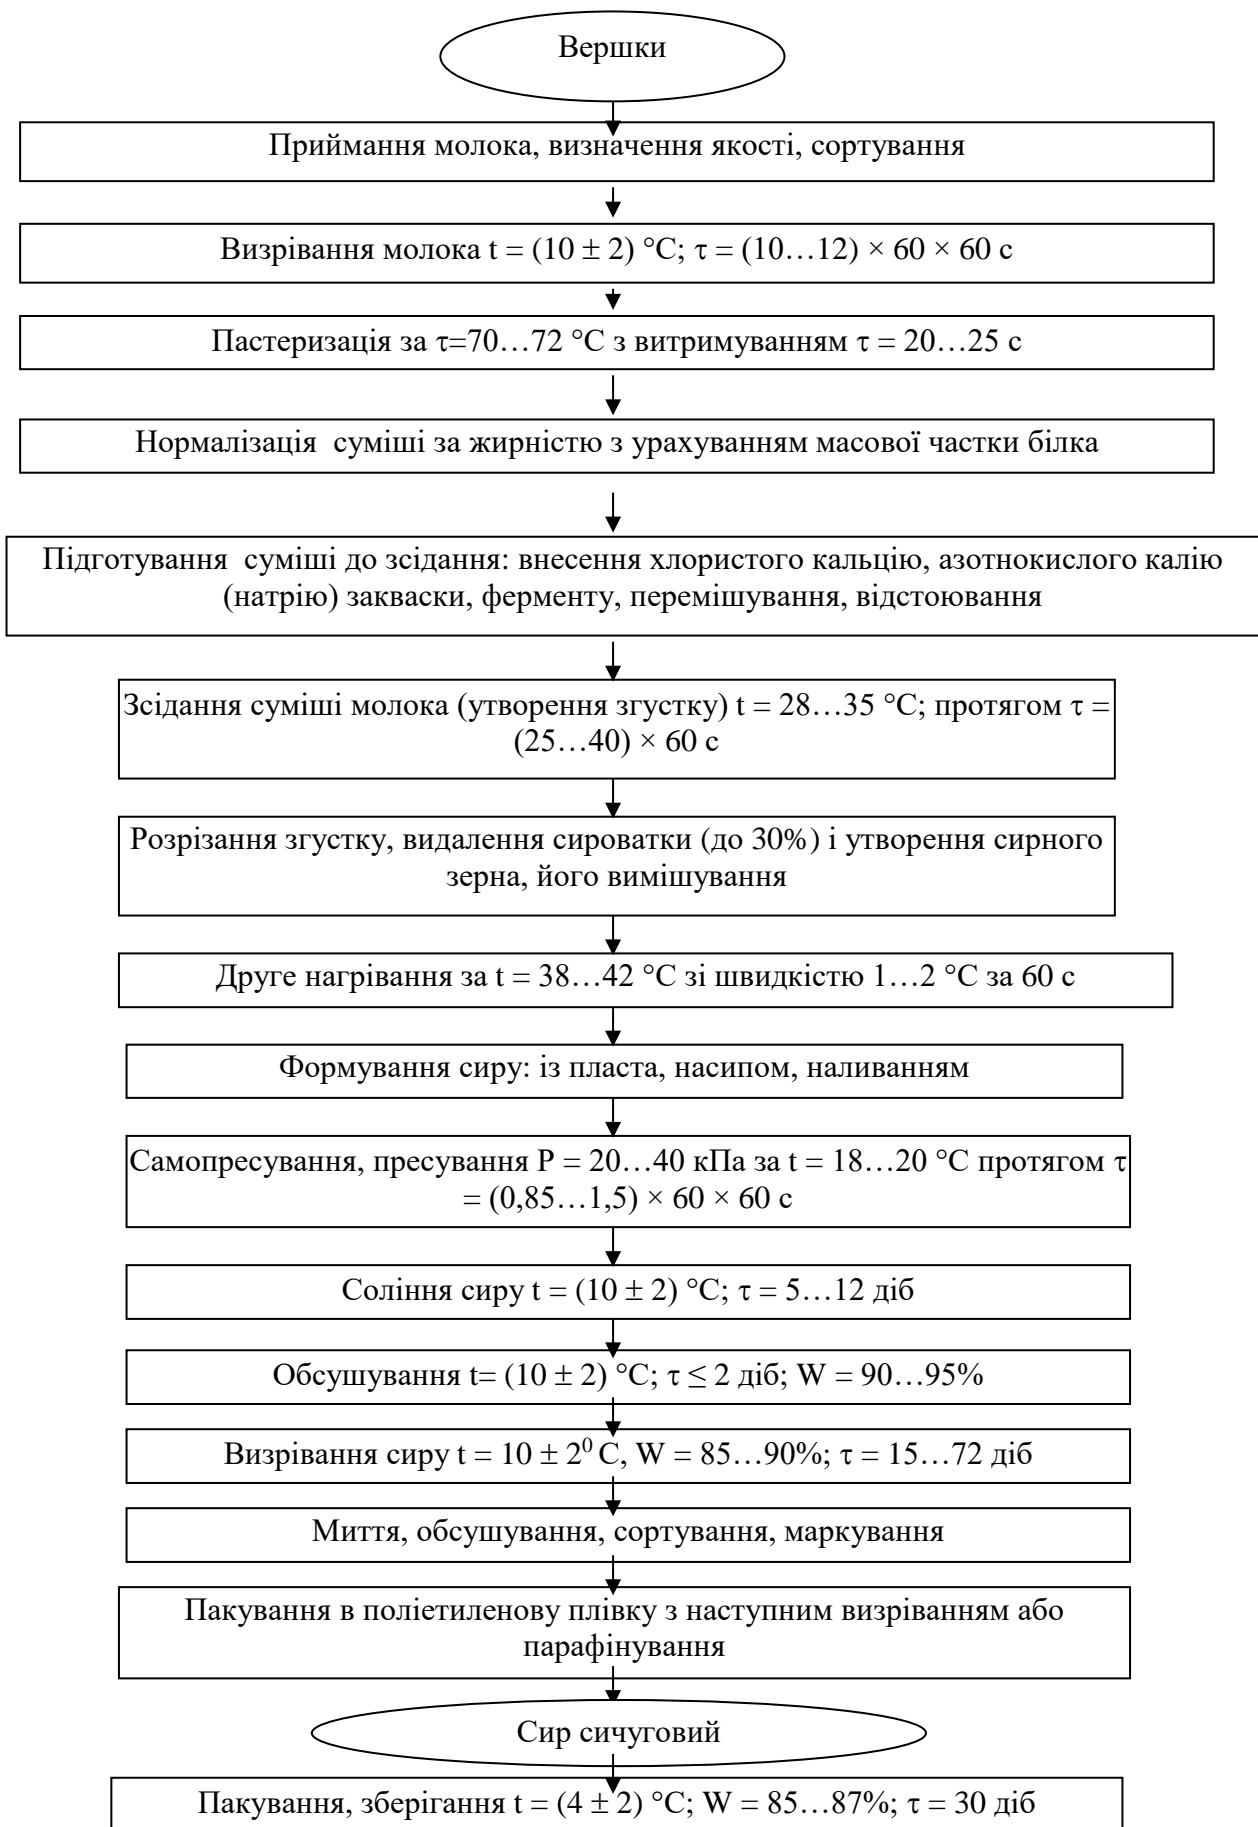 Вершки
Приймання молока, визначення якості, сортування
Визрівання молока t = (10 ± 2) °C; τ = (10…12) × 60 × 60 с
Пастеризація за τ=70…72 °C з витримуванням τ = 20…25 с
Нормалізація суміші за жирністю з урахуванням масової частки білка
Підготування суміші до зсідання: внесення хлористого кальцію, азотнокислого калію
(натрію) закваски, ферменту, перемішування, відстоювання
Зсідання суміші молока (утворення згустку) t = 28…35 °C; протягом τ =
(25…40) × 60 с
Розрізання згустку, видалення сироватки (до 30%) і утворення сирного
зерна, його вимішування
Друге нагрівання за t = 38…42 °C зі швидкістю 1…2 °C за 60 с
Формування сиру: із пласта, насипом, наливанням
Самопресування, пресування P = 20…40 кПа за t = 18…20 °C протягом τ
= (0,85…1,5) × 60 × 60 с
Соління сиру t = (10 ± 2) °C; τ = 5…12 діб
Обсушування t= (10 ± 2) °C; τ ≤ 2 діб; W = 90…95%
Визрівання сиру t = 10 ± 2⁰ C, W = 85…90%; τ = 15…72 діб
Миття, обсушування, сортування, маркування
Пакування в поліетиленову плівку з наступним визріванням або
парафінування
Сир сичуговий
Пакування, зберігання t = (4 ± 2) °C; W = 85…87%; τ = 30 діб